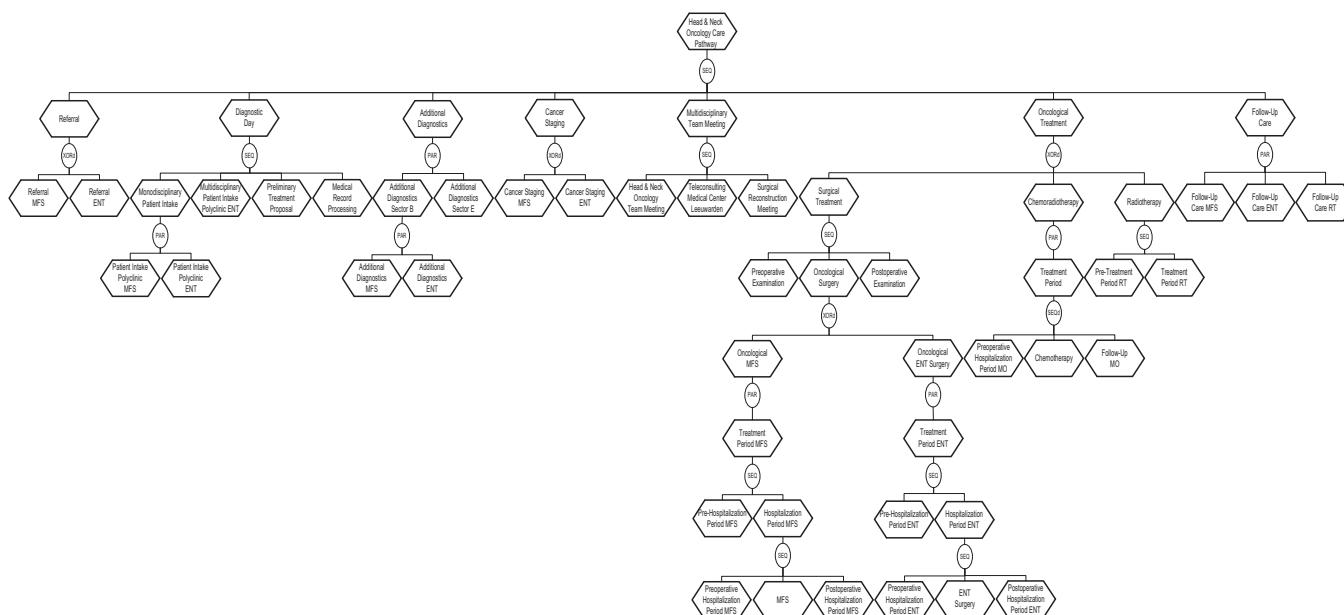 Head & Neck
Oncology Care
Pathway
SEQ
Referral
Diagnostic
Day
Additional
Diagnostics
Cancer
Staging
Multidisciplinary
Team Meeting
Oncological
Treatment
Follow-Up
Care
XORd
SEQ
PAR
XORd
SEQ
XORd
PAR
Referral
MFS
Referral
ENT
Monodisciplinary
Patient Intake
Multidisciplinary
Patient Intake
Polyclinic ENT
Preliminary
Treatment
Proposal
Medical
Record
Processing
Additional
Diagnostics
Sector B
Additional
Diagnostics
Sector E
Cancer Staging
MFS
Cancer Staging
ENT
Head & Neck
Oncology
Team Meeting
Teleconsulting
Medical Center
Leeuwarden
Surgical
Reconstruction
Meeting
Surgical
Treatment
Chemoradiotherapy
Radiotherapy
Follow-Up
Care MFS
Follow-Up
Care ENT
Follow-Up
Care RT
PAR
PAR
SEQ
PAR
SEQ
Patient Intake
Polyclinic
MFS
Patient Intake
Polyclinic
ENT
Additional
Diagnostics
MFS
Additional
Diagnostics
ENT
Preoperative
Examination
Oncological
Surgery
Postoperative
Examination
Treatment
Period
Pre-Treatment
Period RT
Treatment
Period RT
XORd
SEQd
Oncological
MFS
Oncological
ENT Surgery
Preoperative
Hospitalization
Period MO
Chemotherapy
Follow-Up
MO
PAR
PAR
Treatment
Period MFS
Treatment
Period ENT
SEQ
SEQ
Pre-Hospitalization
Period MFS
Hospitalization
Period MFS
Pre-Hospitalization
Period ENT
Hospitalization
Period ENT
SEQ
SEQ
Preoperative
Hospitalization
Period MFS
MFS
Postoperative
Hospitalization
Period MFS
Preoperative
Hospitalization
Period ENT
ENT
Surgery
Postoperative
Hospitalization
Period ENT